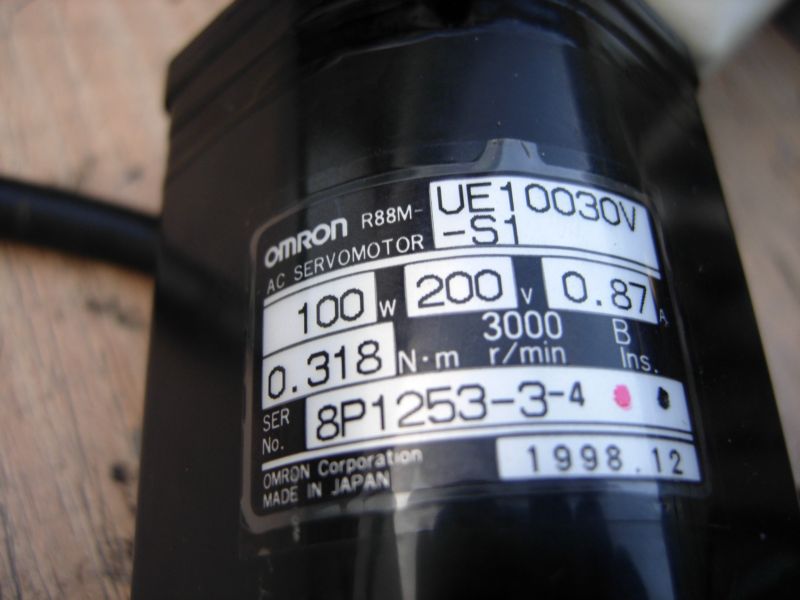 OMRON R88M-UE10030V
-S1
AC SERVOMOTOR
100 W 200 V 0.87 A
0.318 N·m 3000 r/min B Ins.
SER No. 8P1253-3-4
OMRON Corporation 1998.12
MADE IN JAPAN